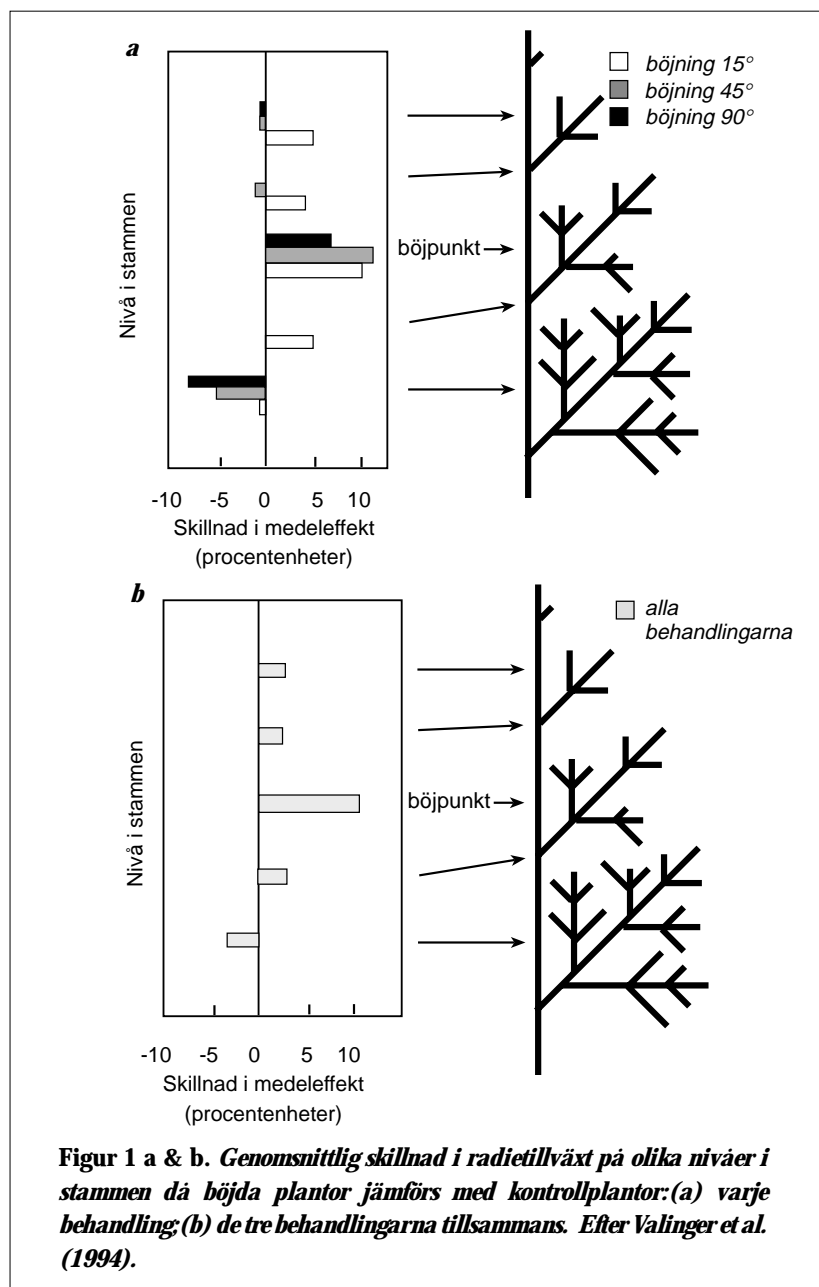 a
böjning 15°
böjning 45°
böjning 90°
Nivå i stammen
böjpunkt
-10 -5 0 5 10
Skillnad i medeleffekt
(procentenheter)
b
alla
behandlingarna
Nivå i stammen
böjpunkt
-10 -5 0 5 10
Skillnad i medeleffekt
(procentenheter)
Figur 1 a & b. Genomsnittlig skillnad i radietillväxt på olika nivåer i
stammen då böjda plantor jämförs med kontrollplantor: (a) varje
behandling; (b) de tre behandlingarna tillsammans. Efter Valinger et al.
(1994).